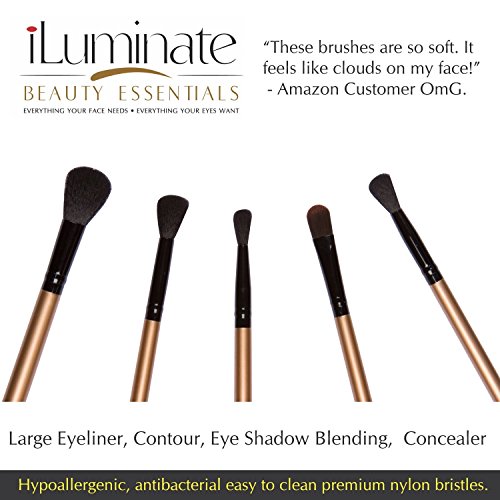 iLuminate
BEAUTY ESSENTIALS
EVERYTHING YOUR FACE NEEDS • EVERYTHING YOUR EYES WANT
“These brushes are so soft. It
feels like clouds on my face!”
- Amazon Customer OmG.
Large Eyeliner, Contour, Eye Shadow Blending, Concealer
Hypoallergenic, antibacterial easy to clean premium nylon bristles.